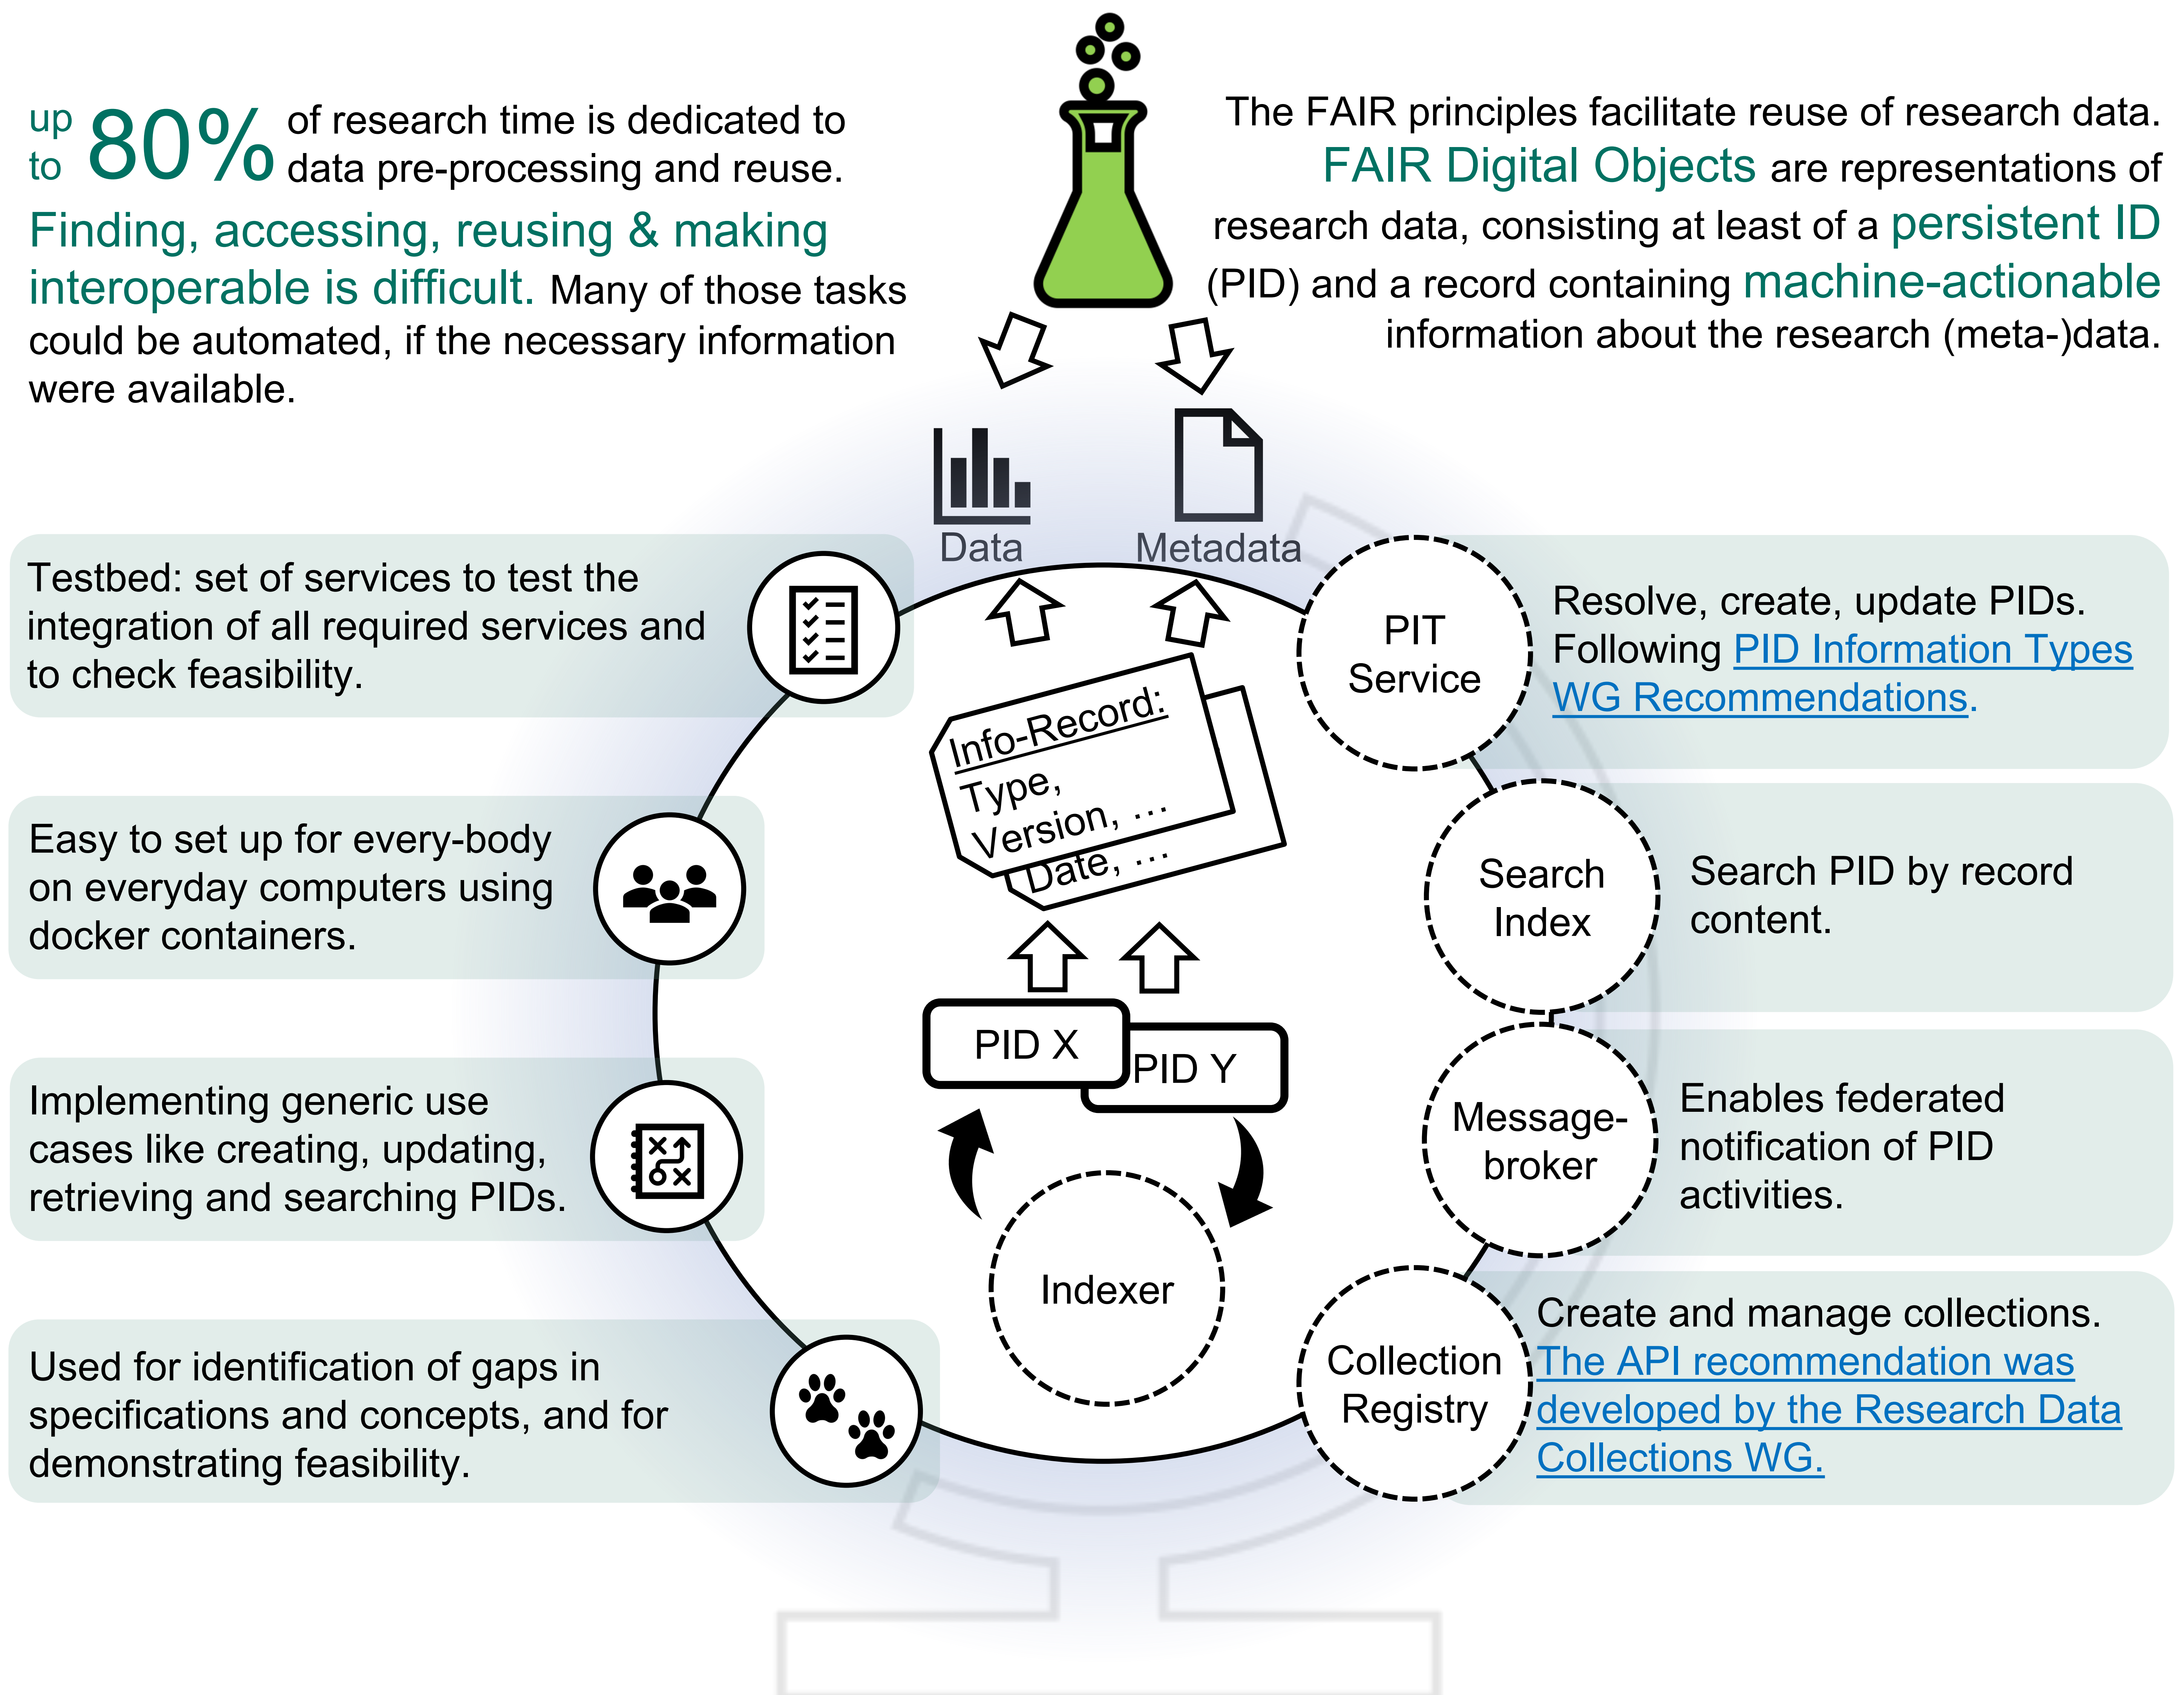 up to 80% of research time is dedicated to
data pre-processing and reuse.
Finding, accessing, reusing & making
interoperable is difficult. Many of those tasks
could be automated, if the necessary information
were available.
The FAIR principles facilitate reuse of research data.
FAIR Digital Objects are representations of
research data, consisting at least of a persistent ID
(PID) and a record containing machine-actionable
information about the research (meta-)data.
Data
Metadata
Testbed: set of services to test the
integration of all required services and
to check feasibility.
Easy to set up for every-body
on everyday computers using
docker containers.
Implementing generic use
cases like creating, updating,
retrieving and searching PIDs.
Used for identification of gaps in
specifications and concepts, and for
demonstrating feasibility.
Info-Record:
Type,
Version, …
Date, …
PID X
PID Y
Indexer
PIT
Service
Resolve, create, update PIDs.
Following PID Information Types
WG Recommendations.
Search
Index
Search PID by record
content.
Message-
broker
Enables federated
notification of PID
activities.
Collection
Registry
Create and manage collections.
The API recommendation was
developed by the Research Data
Collections WG.